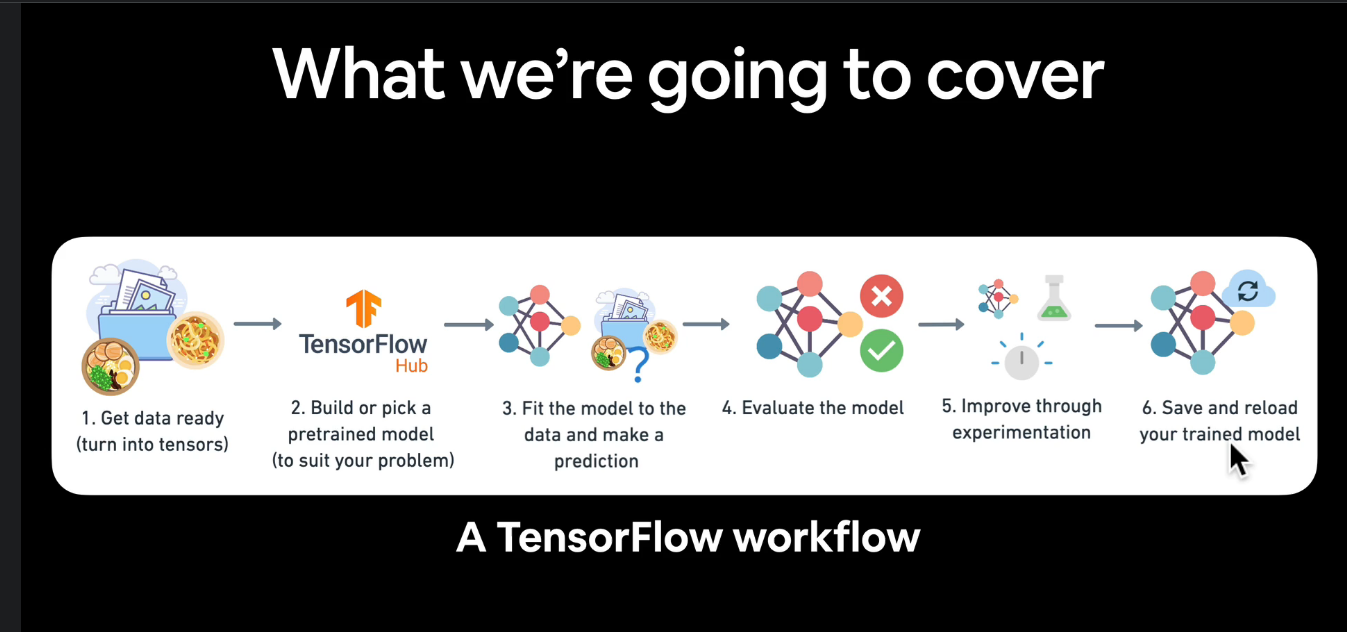 What we’re going to cover
1. Get data ready
(turn into tensors)
TensorFlow
Hub
2. Build or pick a
pretrained model
(to suit your problem)
?
3. Fit the model to the
data and make a
prediction
4. Evaluate the model
5. Improve through
experimentation
6. Save and reload
your trained model
A TensorFlow workflow